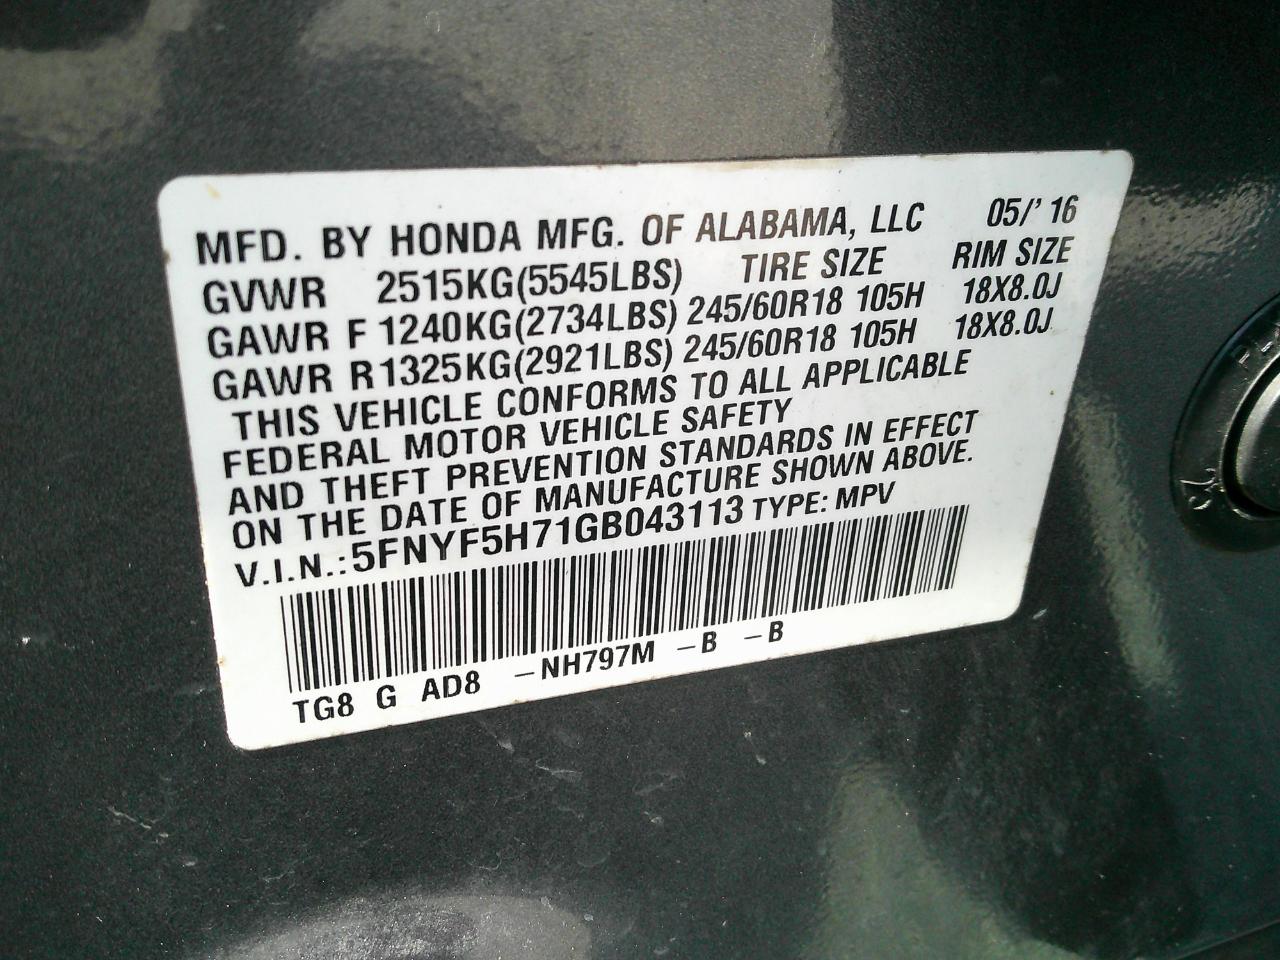 MFD. BY HONDA MFG. OF ALABAMA, LLC 05/'16
GVWR 2515KG(5545LBS) TIRE SIZE RIM SIZE
GAWR F 1240KG(2734LBS) 245/60R18 105H 18X8.0J
GAWR R 1325KG(2921LBS) 245/60R18 105H 18X8.0J
THIS VEHICLE CONFORMS TO ALL APPLICABLE
FEDERAL MOTOR VEHICLE SAFETY
AND THEFT PREVENTION STANDARDS IN EFFECT
ON THE DATE OF MANUFACTURE SHOWN ABOVE.
V.I.N.: 5FNYF5H71GB043113 TYPE: MPV
TG8 G AD8 -NH797M -B -B